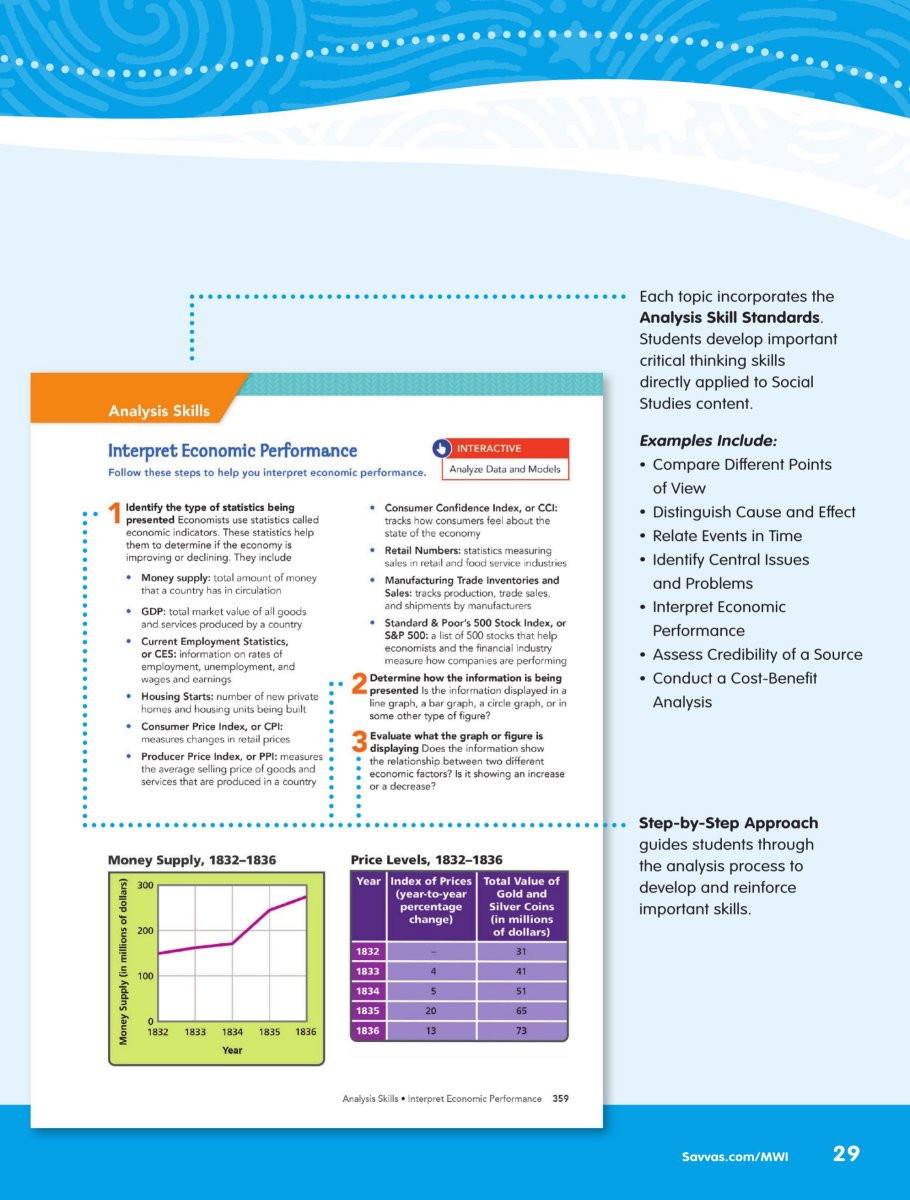 Each topic incorporates the
Analysis Skill Standards.
Students develop important
critical thinking skills
directly applied to Social
Studies content.
Examples Include:
• Compare Different Points
of View
• Distinguish Cause and Effect
• Relate Events in Time
• Identify Central Issues
and Problems
• Interpret Economic
Performance
• Assess Credibility of a Source
• Conduct a Cost-Benefit
Analysis
Analysis Skills
Interpret Economic Performance
Follow these steps to help you interpret economic performance.
INTERACTIVE
Analyze Data and Models
1 Identify the type of statistics being
presented Economists use statistics called
economic indicators. These statistics help
them to determine if the economy is
improving or declining. They include
• Money supply: total amount of money
that a country has in circulation
• GDP: total market value of all goods
and services produced by a country
• Current Employment Statistics,
or CES: information on rates of
employment, unemployment, and
wages and earnings
• Housing Starts: number of new private
homes and housing units being built
• Consumer Price Index, or CPI:
measures changes in retail prices
• Producer Price Index, or PPI: measures
the average selling price of goods and
services that are produced in a country
• Consumer Confidence Index, or CCI:
tracks how consumers feel about the
state of the economy
• Retail Numbers: statistics measuring
sales in retail and food service industries
• Manufacturing Trade Inventories and
Sales: tracks production, trade sales,
and shipments by manufacturers
• Standard & Poor's 500 Stock Index, or
S&P 500: a list of 500 stocks that help
economists and the financial industry
measure how companies are performing
2 Determine how the information is being
presented Is the information displayed in a
line graph, a bar graph, a circle graph, or in
some other type of figure?
3 Evaluate what the graph or figure is
displaying Does the information show
the relationship between two different
economic factors? Is it showing an increase
or a decrease?
Step-by-Step Approach
guides students through
the analysis process to
develop and reinforce
important skills.
Money Supply, 1832–1836
Money Supply (in millions of dollars)
300
200
100
0
1832 1833 1834 1835 1836
Year
Price Levels, 1832–1836
Year Index of Prices (year-to-year percentage change) Total Value of Gold and Silver Coins (in millions of dollars)
1832 – 31
1833 4 41
1834 5 51
1835 20 65
1836 13 73
Analysis Skills • Interpret Economic Performance 359
Savvas.com/MWI 29